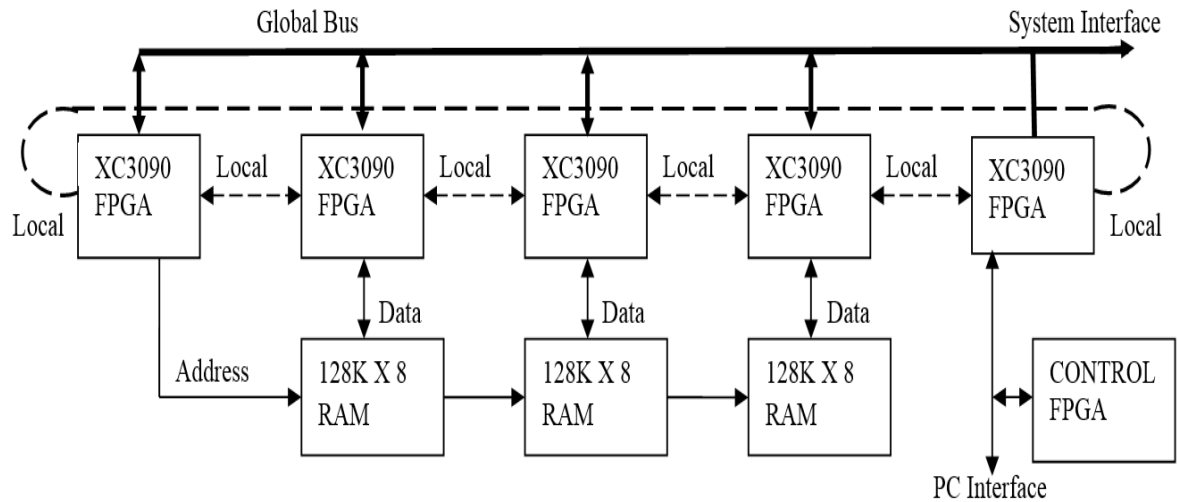 Global Bus
System Interface
XC3090
FPGA
Local
XC3090
FPGA
Local
XC3090
FPGA
Local
XC3090
FPGA
Local
XC3090
FPGA
Local
Local
Data
Data
Data
Address
128K X 8
RAM
128K X 8
RAM
128K X 8
RAM
CONTROL
FPGA
PC Interface